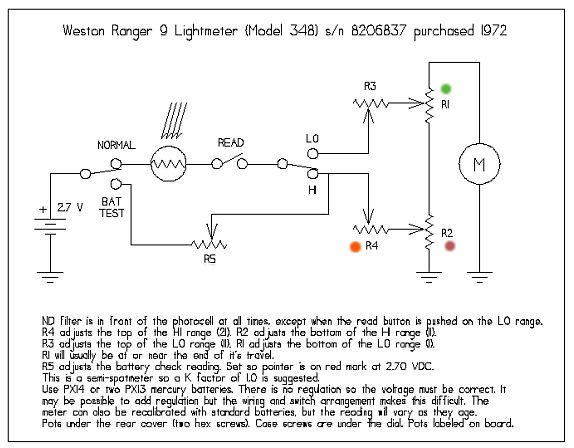 Weston Ranger 9 Lightmeter (Model 348) s/n 8206837 purchased 1972
R3
R1
LO
READ
NORMAL
M
HI
+ 2.7 V
BAT
TEST
R2
R4
R5
ND filter is in front of the photocell at all times, except when the read button is pushed on the LO range.
R4 adjusts the top of the HI range (21). R2 adjusts the bottom of the HI range (11).
R3 adjusts the top of the LO range (11). R1 adjusts the bottom of the LO range (1).
R1 will usually be at or near the end of it's travel.
R5 adjusts the battery check reading. Set so pointer is on red mark at 2.70 VDC.
This is a semi-spotmeter so a K factor of 1.0 is suggested.
Use PX14 or two PX13 mercury batteries. There is no regulation so the voltage must be correct. It
may be possible to add regulation but the wiring and switch arrangement makes this difficult. The
meter can also be recalibrated with standard batteries, but the reading will vary as they age.
Pots under the rear cover (two hex screws). Case screws are under the dial. Pots labeled on board.